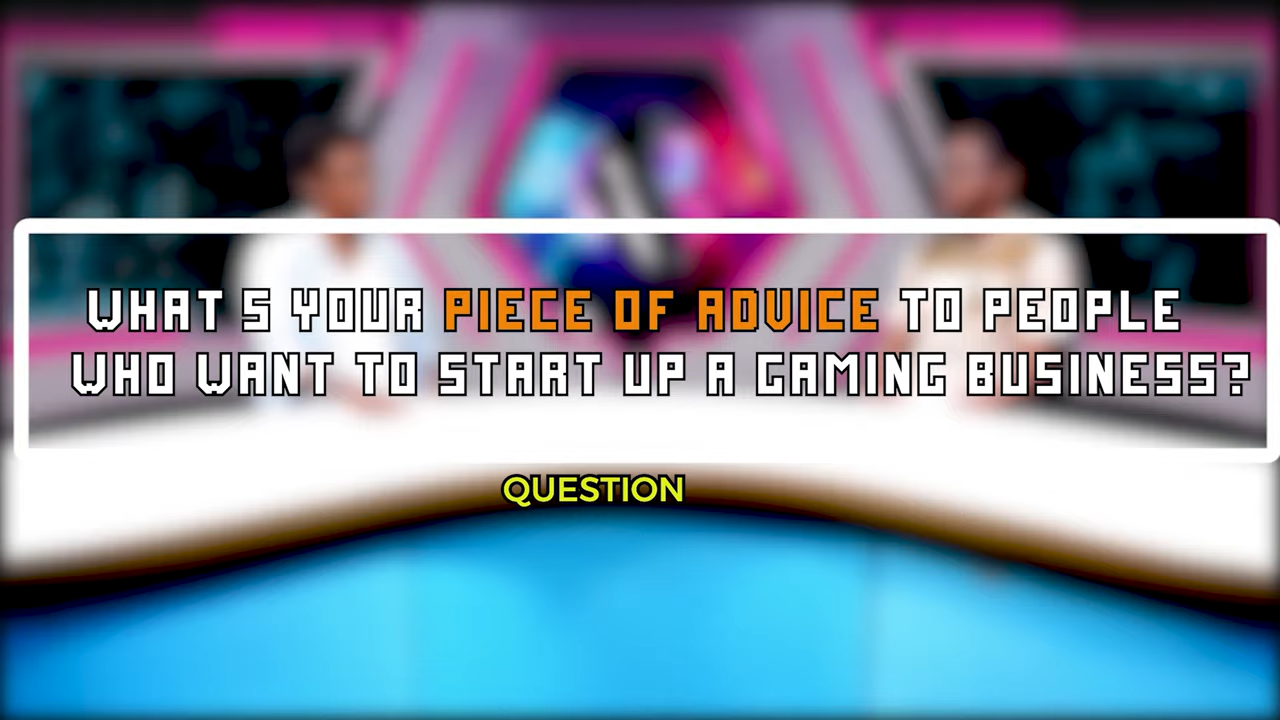 WHAT S YOUR PIECE OF ADVICE TO PEOPLE
WHO WANT TO START UP A GAMING BUSINESS?
QUESTION